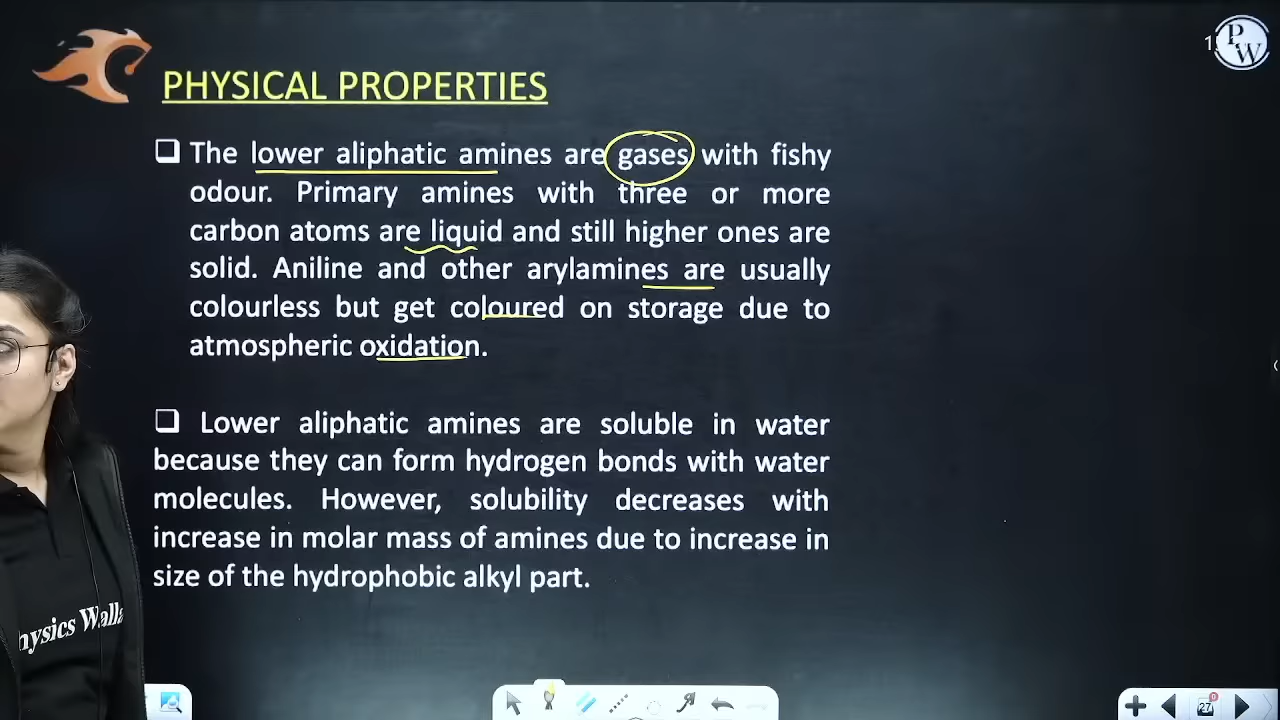 PHYSICAL PROPERTIES
The lower aliphatic amines are gases with fishy
odour. Primary amines with three or more
carbon atoms are liquid and still higher ones are
solid. Aniline and other arylamines are usually
colourless but get coloured on storage due to
atmospheric oxidation.
Lower aliphatic amines are soluble in water
because they can form hydrogen bonds with water
molecules. However, solubility decreases with
increase in molar mass of amines due to increase in
size of the hydrophobic alkyl part.
P
W
hysics Walla
27